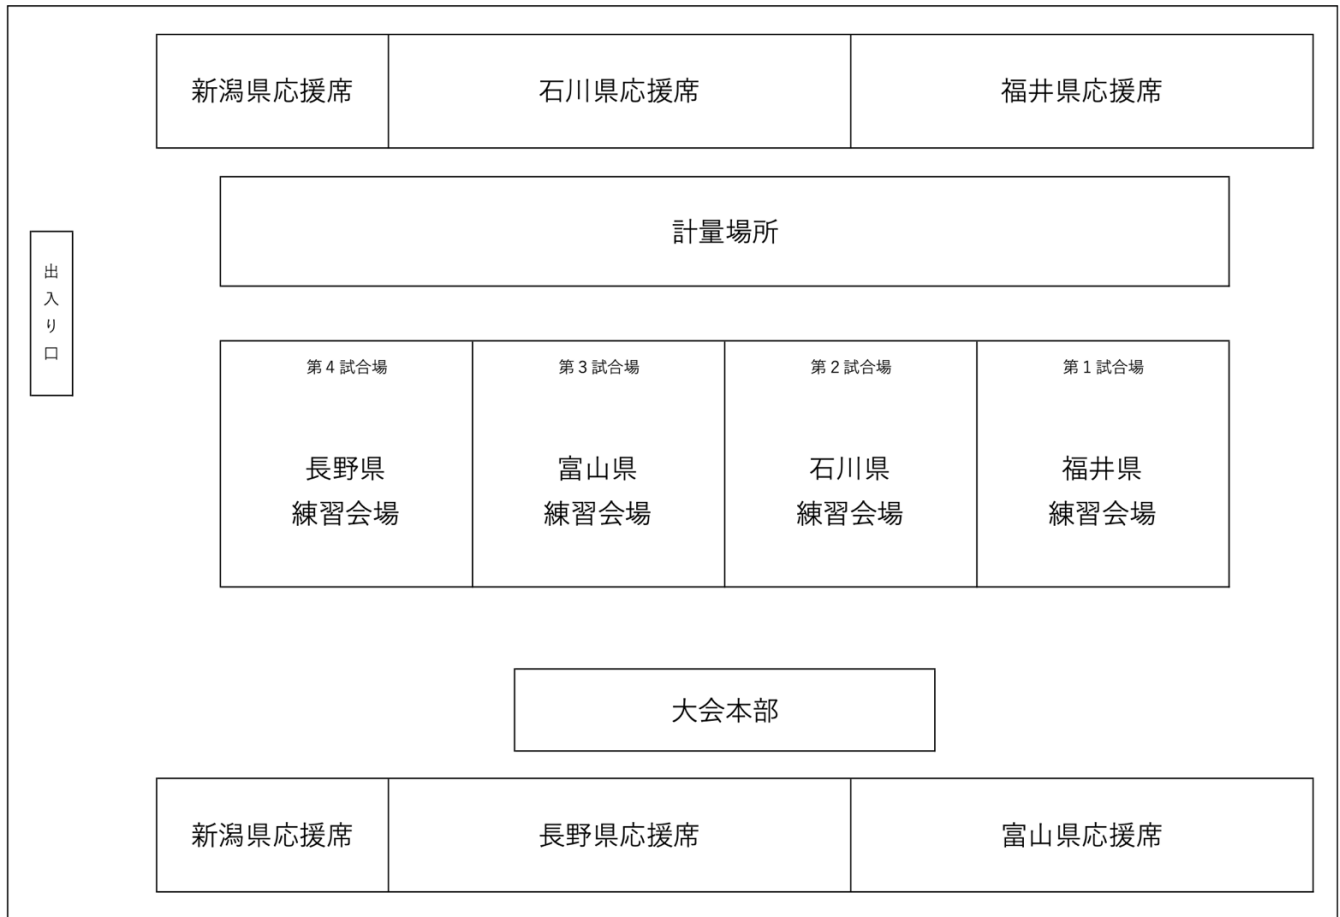 新潟県応援席
石川県応援席
福井県応援席
計量場所
出入り口
第4試合場
第3試合場
第2試合場
第1試合場
長野県
練習会場
富山県
練習会場
石川県
練習会場
福井県
練習会場
大会本部
新潟県応援席
長野県応援席
富山県応援席